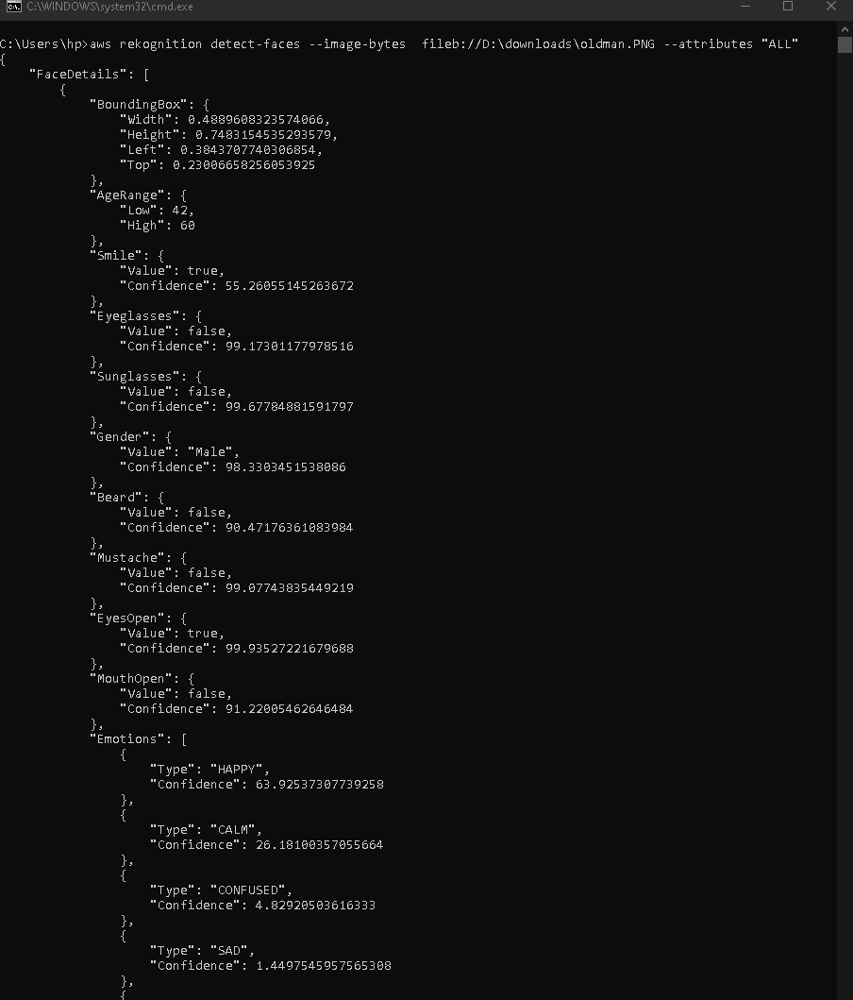 C:\WINDOWS\system32\cmd.exe
C:\Users\hp>aws rekognition detect-faces --image-bytes  fileb://D:\downloads\oldman.PNG --attributes "ALL"
{
    "FaceDetails": [
        {
            "BoundingBox": {
                "Width": 0.4889608323574066,
                "Height": 0.7483154535293579,
                "Left": 0.3843707740306854,
                "Top": 0.23006658256053925
            },
            "AgeRange": {
                "Low": 42,
                "High": 60
            },
            "Smile": {
                "Value": true,
                "Confidence": 55.26055145263672
            },
            "Eyeglasses": {
                "Value": false,
                "Confidence": 99.17301177978516
            },
            "Sunglasses": {
                "Value": false,
                "Confidence": 99.67784881591797
            },
            "Gender": {
                "Value": "Male",
                "Confidence": 98.3303451538086
            },
            "Beard": {
                "Value": false,
                "Confidence": 90.47176361083984
            },
            "Mustache": {
                "Value": false,
                "Confidence": 99.07743835449219
            },
            "EyesOpen": {
                "Value": true,
                "Confidence": 99.93527221679688
            },
            "MouthOpen": {
                "Value": false,
                "Confidence": 91.22005462646484
            },
            "Emotions": [
                {
                    "Type": "HAPPY",
                    "Confidence": 63.92537307739258
                },
                {
                    "Type": "CALM",
                    "Confidence": 26.18100357055664
                },
                {
                    "Type": "CONFUSED",
                    "Confidence": 4.82920503616333
                },
                {
                    "Type": "SAD",
                    "Confidence": 1.4497545957565308
                },
                {